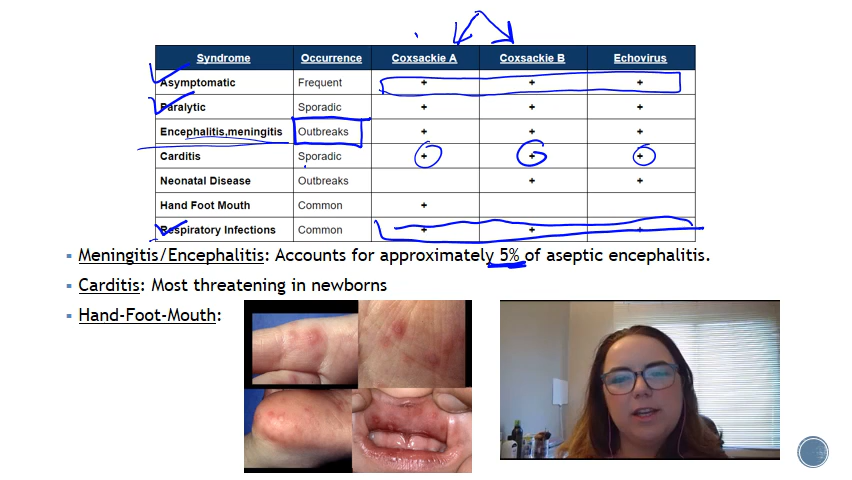 Syndrome Occurrence Coxsackie A Coxsackie B Echovirus
Asymptomatic Frequent + + +
Paralytic Sporadic + + +
Encephalitis,meningitis Outbreaks + + +
Carditis Sporadic + + +
Neonatal Disease Outbreaks + +
Hand Foot Mouth Common +
Respiratory Infections Common + + +
Meningitis/Encephalitis: Accounts for approximately 5% of aseptic encephalitis.
Carditis: Most threatening in newborns
Hand-Foot-Mouth: